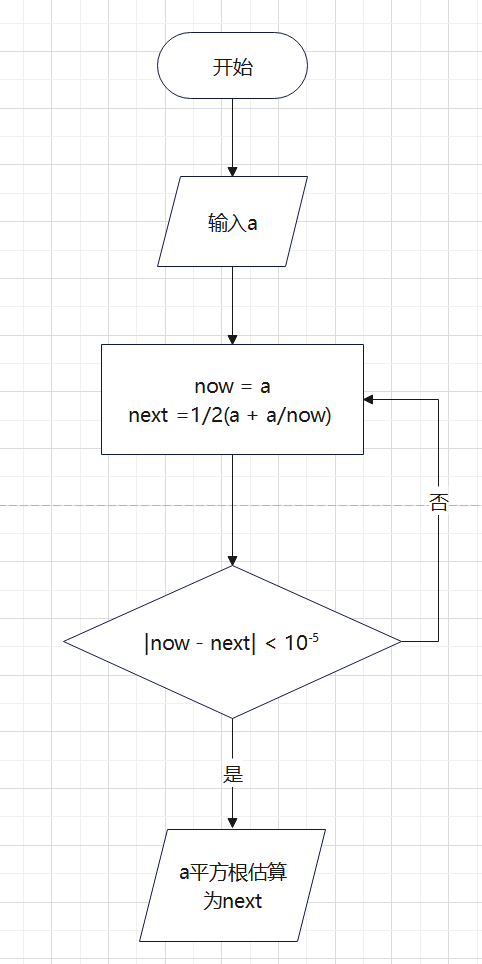 开始
输入a
now = a
next =1/2(a + a/now)
否
|now - next| < 10⁻⁵
是
a平方根估算
为next